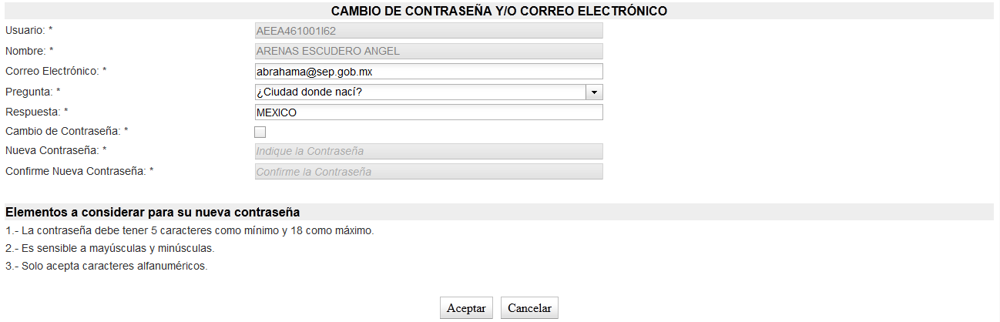 CAMBIO DE CONTRASEÑA Y/O CORREO ELECTRÓNICO
Usuario: * AEEA461001I62
Nombre: * ARENAS ESCUDERO ANGEL
Correo Electrónico: * abrahama@sep.gob.mx
Pregunta: * ¿Ciudad donde nací?
Respuesta: * MEXICO
Cambio de Contraseña: *
Nueva Contraseña: * Indique la Contraseña
Confirme Nueva Contraseña: * Confirme la Contraseña
Elementos a considerar para su nueva contraseña
1.- La contraseña debe tener 5 caracteres como mínimo y 18 como máximo.
2.- Es sensible a mayúsculas y minúsculas.
3.- Solo acepta caracteres alfanuméricos.
Aceptar Cancelar